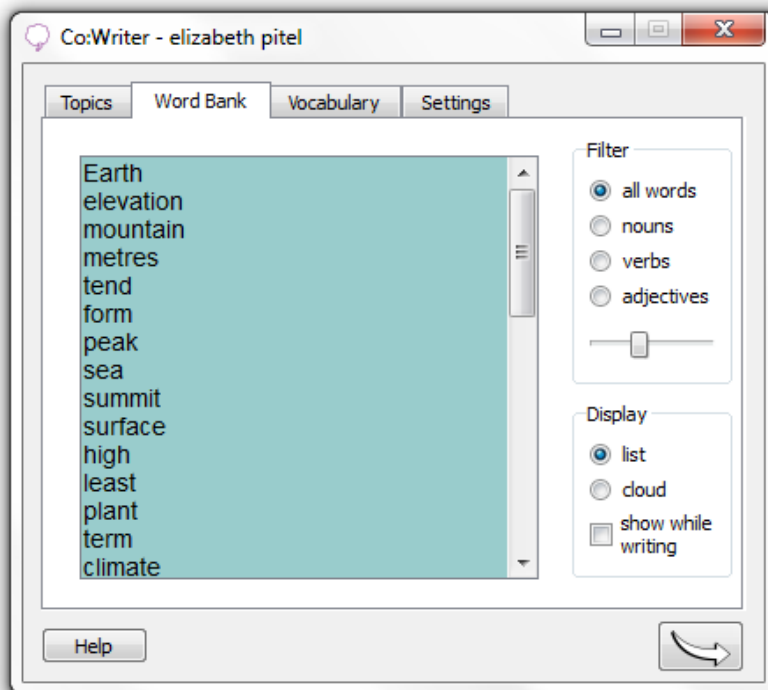 Co:Writer - elizabeth pitel
Topics
Word Bank
Vocabulary
Settings
Earth
elevation
mountain
metres
tend
form
peak
sea
summit
surface
high
least
plant
term
climate
Filter
all words
nouns
verbs
adjectives
Display
list
cloud
show while
writing
Help